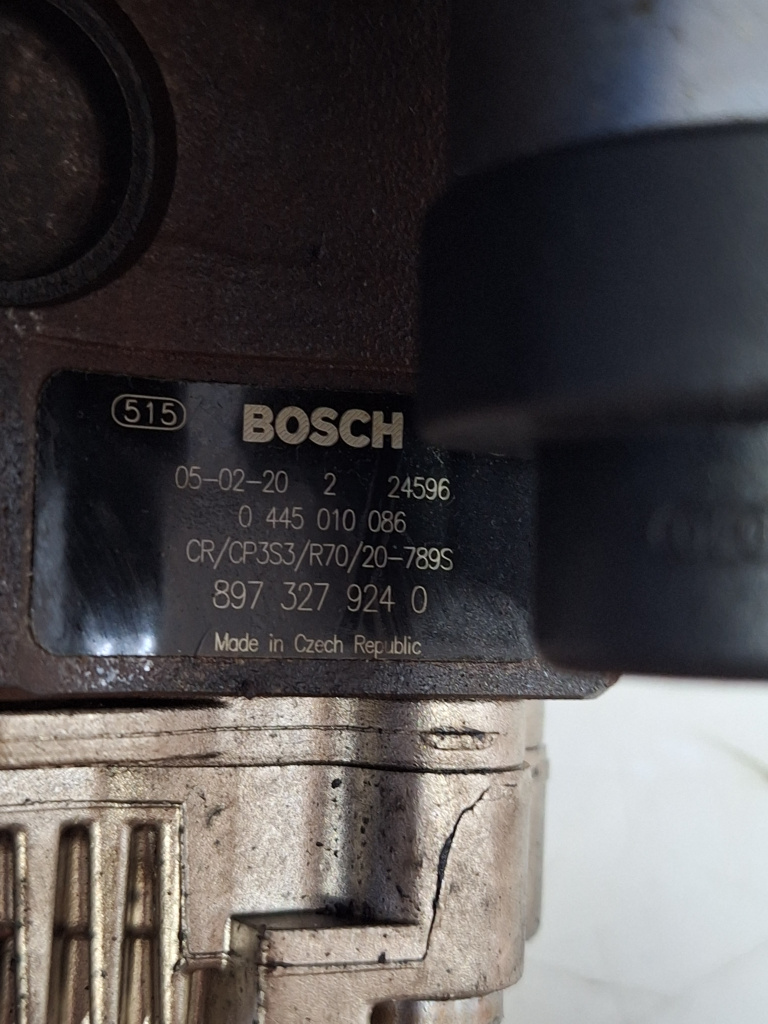 515 BOSCH
05-02-20 2 24596
0 445 010 086
CR/CP3S3/R70/20-789S
897 327 924 0
Made in Czech Republic